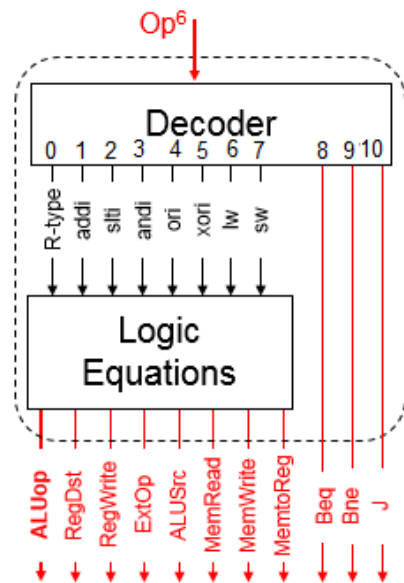 Op6
Decoder
0 1 2 3 4 5 6 7 8 9 10
R-type addi slti andi ori xori lw sw
Logic
Equations
ALUop RegDst RegWrite ExtOp ALUSrc MemRead MemWrite MemtoReg Beq Bne J